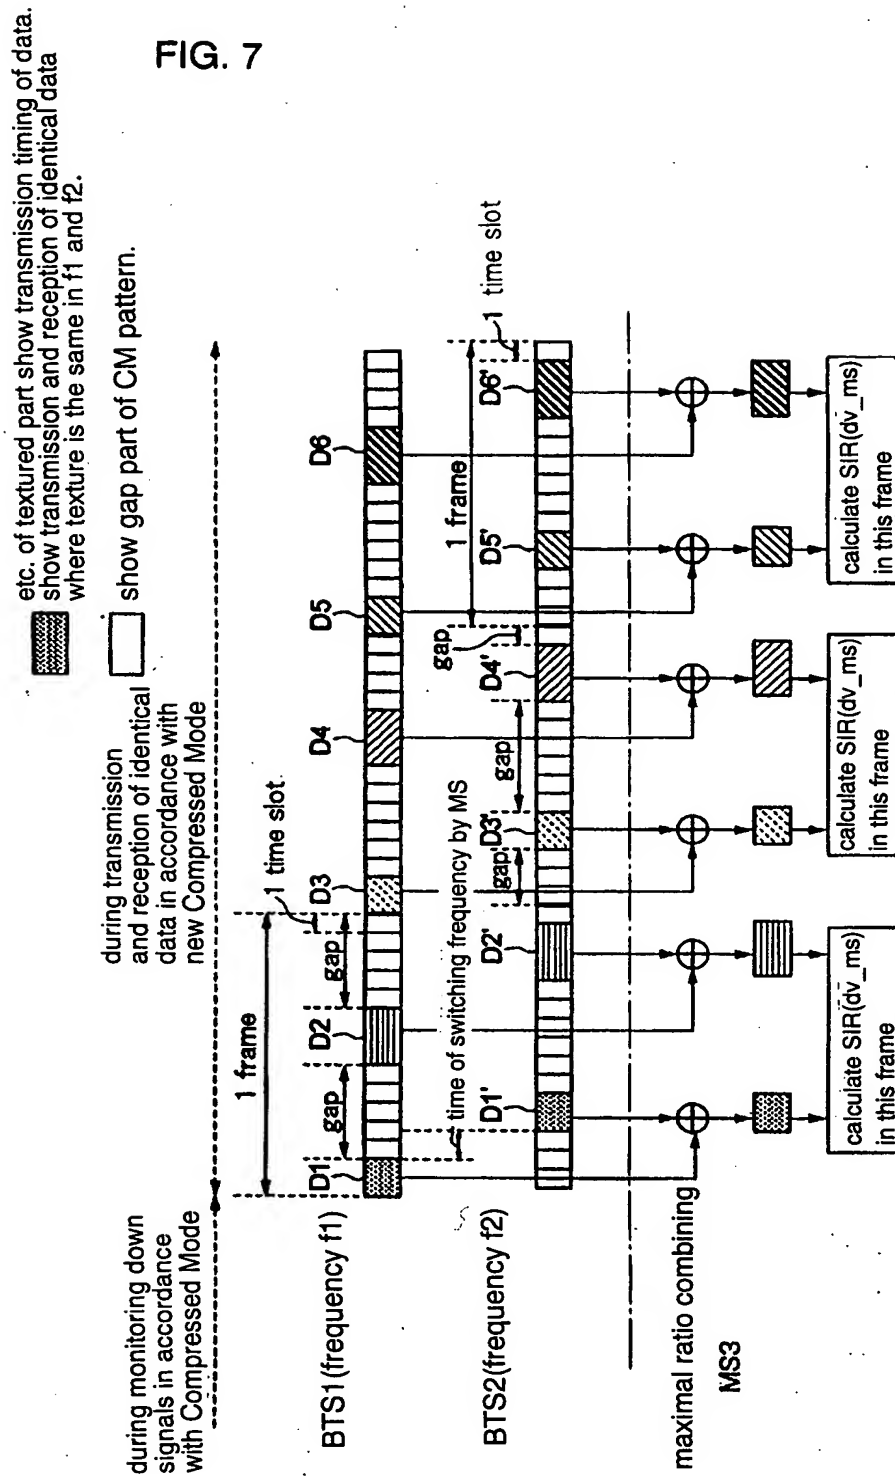 FIG. 7
etc. of textured part show transmission timing of data.
show transmission and reception of identical data
where texture is the same in f1 and f2.
show gap part of CM pattern.
during monitoring down
signals in accordance
with Compressed Mode
during transmission
and reception of identical
data in accordance with
new Compressed Mode
1 frame
1 time slot
gap
gap
D1
D2
D3
D4
D5
D6
BTS1(frequency f1)
time of switching frequency by MS
1 frame
1 time slot
gap
gap
gap
D1'
D2'
D3'
D4'
D5'
D6'
BTS2(frequency f2)
maximal ratio combining
MS3
calculate SIR(dv_ms)
in this frame
calculate SIR(dv_ms)
in this frame
calculate SIR(dv_ms)
in this frame